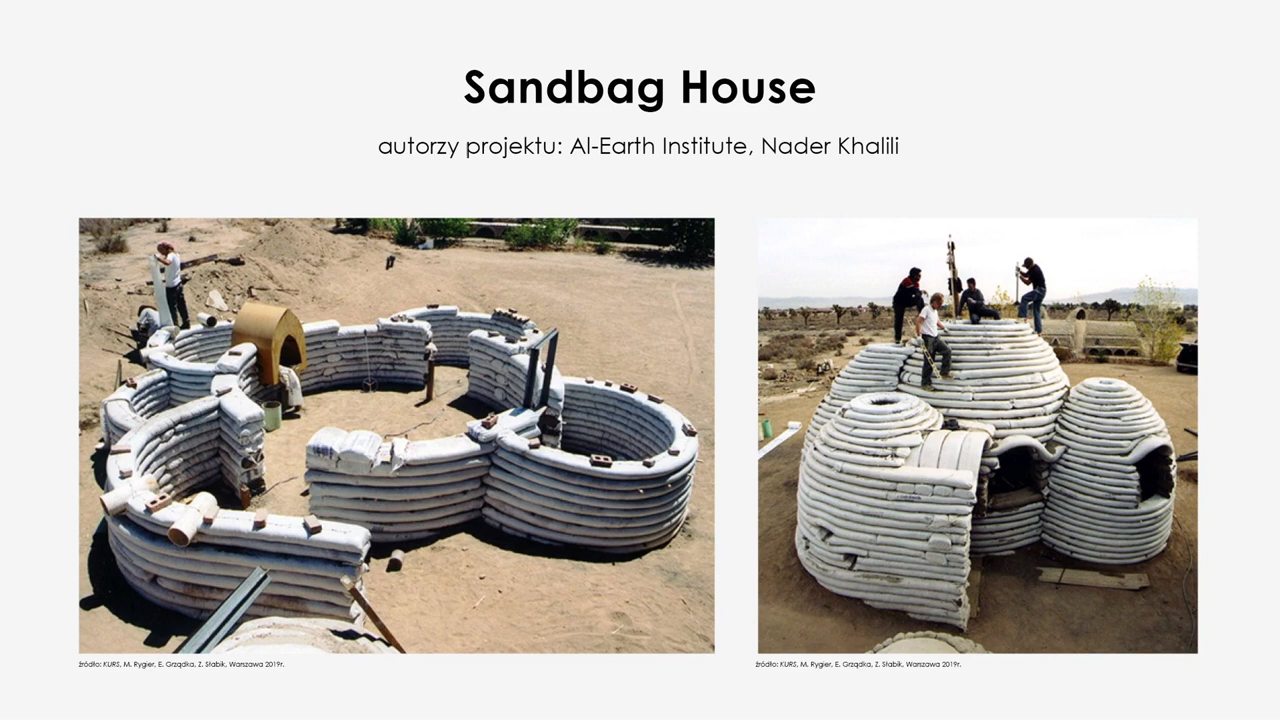 Sandbag House
autorzy projektu: Al-Earth Institute, Nader Khalili
źródło: KURS, M. Rygier, E. Grządka, Z. Słabik, Warszawa 2019r.
źródło: KURS, M. Rygier, E. Grządka, Z. Słabik, Warszawa 2019r.